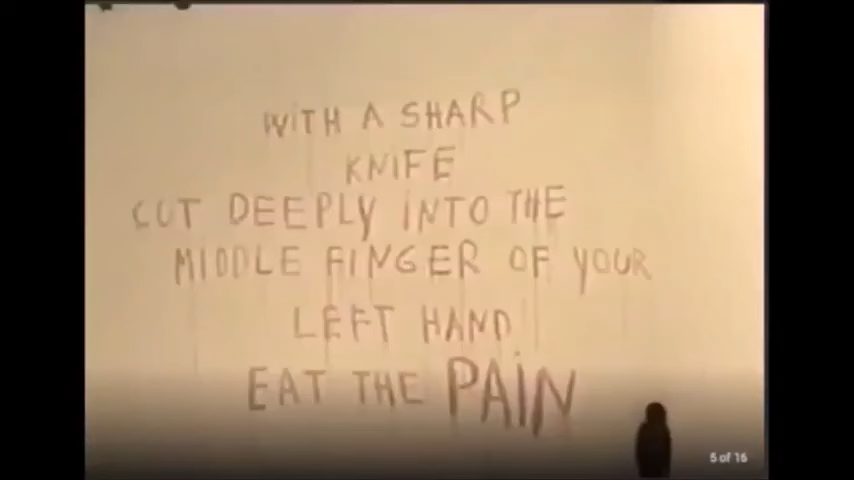 WITH A SHARP
KNIFE
CUT DEEPLY INTO THE
MIDDLE FINGER OF YOUR
LEFT HAND
EAT THE PAIN
5 of 16